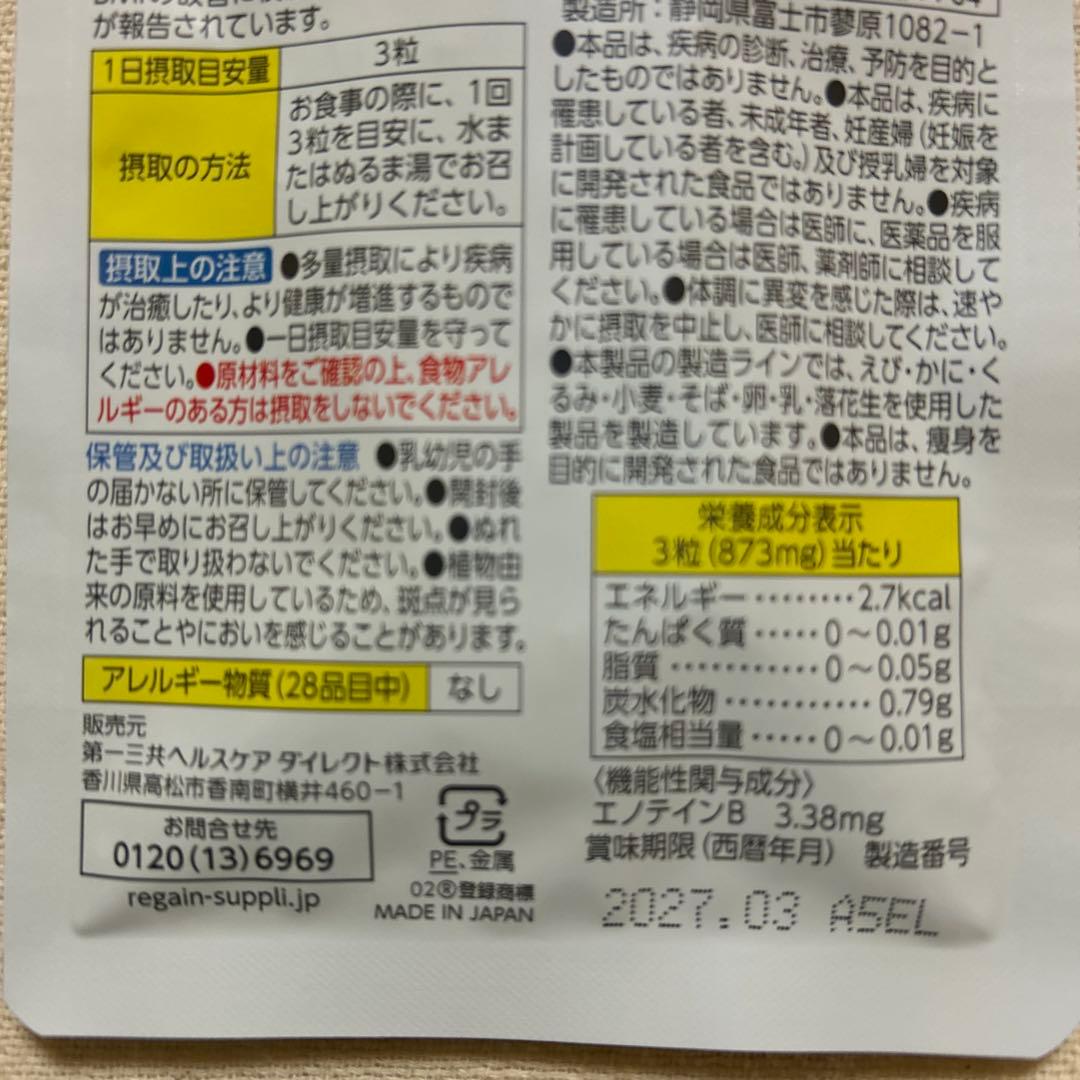 が報告されています。
1日摂取目安量 3粒
摂取の方法
お食事の際に、1回
3粒を目安に、水ま
たはぬるま湯でお召
し上がりください。
摂取上の注意 ●多量摂取により疾病
が治癒したり、より健康が増進するもので
はありません。●一日摂取目安量を守って
ください。●原材料をご確認の上、食物アレ
ルギーのある方は摂取をしないでください。
保管及び取扱い上の注意 ●乳幼児の手
の届かない所に保管してください。●開封後
はお早めにお召し上がりください。●ぬれ
た手で取り扱わないでください。●植物由
来の原料を使用しているため、斑点が見ら
れることやにおいを感じることがあります。
アレルギー物質(28品目中) なし
販売元
第一三共ヘルスケア ダイレクト株式会社
香川県高松市香南町横井460-1
お問合せ先
0120(13)6969
regain-suppli.jp
プラ
PE、金属
02®登録商標
MADE IN JAPAN
製造所:静岡県富士市蓼原1082-1
●本品は、疾病の診断、治療、予防を目的と
したものではありません。●本品は、疾病に
罹患している者、未成年者、妊産婦(妊娠を
計画している者を含む。)及び授乳婦を対象
に開発された食品ではありません。●疾病
に罹患している場合は医師に、医薬品を服
用している場合は医師、薬剤師に相談して
ください。●体調に異変を感じた際は、速や
かに摂取を中止し、医師に相談してください。
●本製品の製造ラインでは、えび・かに・く
るみ・小麦・そば・卵・乳・落花生を使用した
製品を製造しています。●本品は、痩身を
目的に開発された食品ではありません。
栄養成分表示
3粒(873mg)当たり
エネルギー………2.7kcal
たんぱく質……0～0.01g
脂質…………0～0.05g
炭水化物…………0.79g
食塩相当量……0～0.01g
〈機能性関与成分〉
エノテインB 3.38mg
賞味期限(西暦年月) 製造番号
2027.03 A5EL